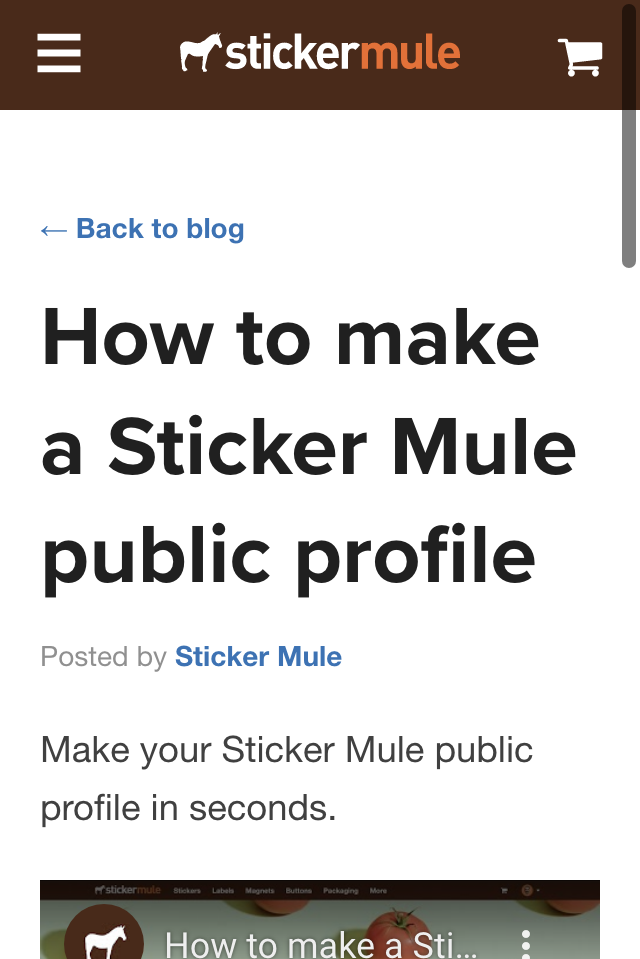 stickermule
← Back to blog
How to make
a Sticker Mule
public profile
Posted by Sticker Mule
Make your Sticker Mule public
profile in seconds.
stickermule Stickers Labels Magnets Buttons Packaging More
How to make a Sti...